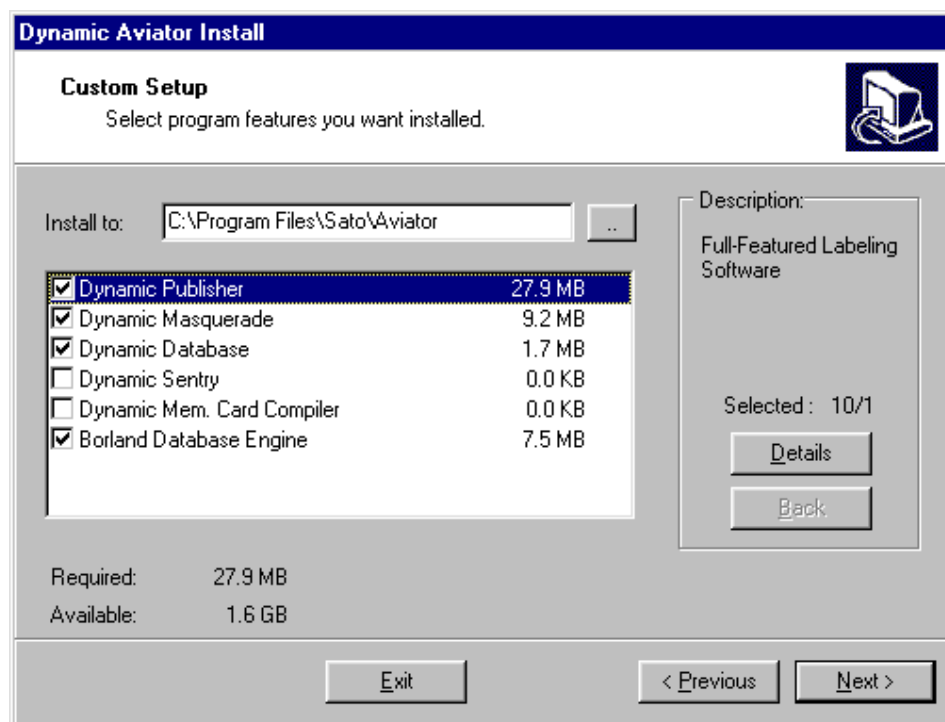 Dynamic Aviator Install
Custom Setup
Select program features you want installed.
Install to: C:\Program Files\Sato\Aviator ..
Dynamic Publisher 27.9 MB
Dynamic Masquerade 9.2 MB
Dynamic Database 1.7 MB
Dynamic Sentry 0.0 KB
Dynamic Mem. Card Compiler 0.0 KB
Borland Database Engine 7.5 MB
Description:
Full-Featured Labeling
Software
Selected : 10/1
Details
Back
Required: 27.9 MB
Available: 1.6 GB
Exit
< Previous
Next >